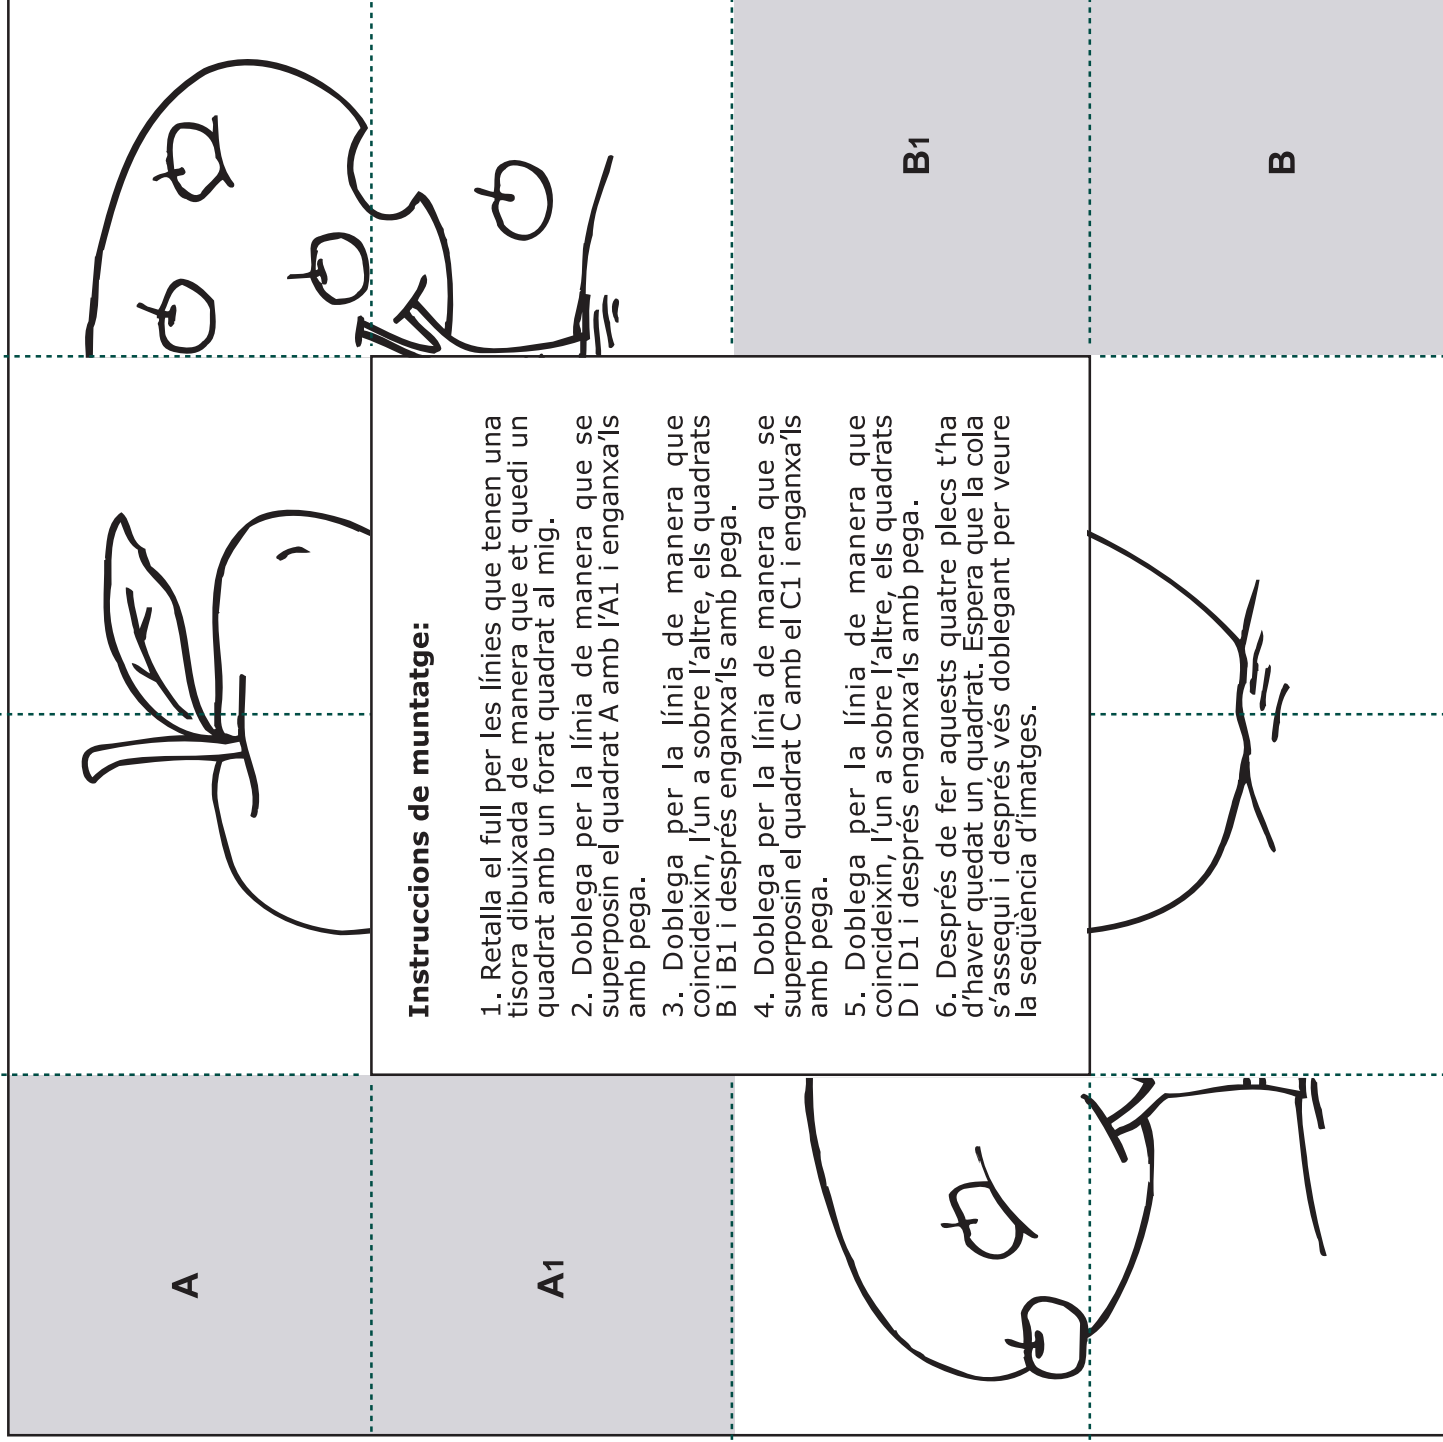 B1
B
Instruccions de muntatge:
1. Retalla el full per les línies que tenen una
tisora dibuixada de manera que et quedi un
quadrat amb un forat quadrat al mig.
2. Doblega per la línia de manera que se
superposin el quadrat A amb l’A1 i enganxa’ls
amb pega.
3. Doblega per la línia de manera que
coincideixin, l’un a sobre l’altre, els quadrats
B i B1 i després enganxa’ls amb pega.
4. Doblega per la línia de manera que se
superposin el quadrat C amb el C1 i enganxa’ls
amb pega.
5. Doblega per la línia de manera que
coincideixin, l’un a sobre l’altre, els quadrats
D i D1 i després enganxa’ls amb pega.
6. Després de fer aquests quatre plecs t’ha
d’haver quedat un quadrat. Espera que la cola
s’assequi i després vés doblegant per veure
la seqüència d’imatges.
A
A1